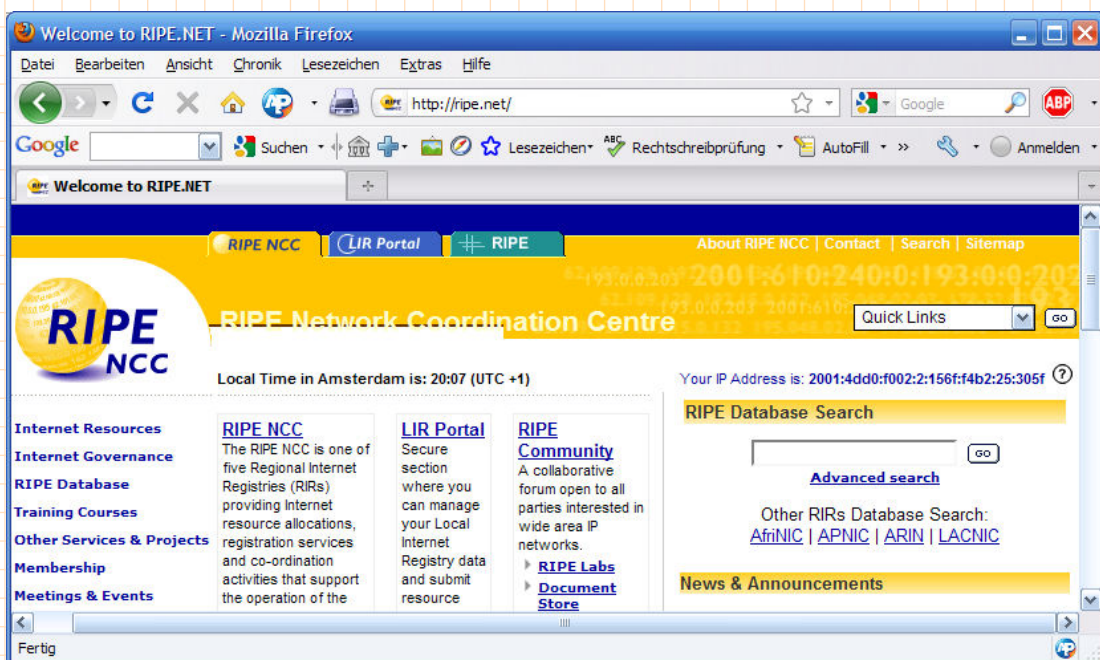 Welcome to RIPE.NET - Mozilla Firefox
Datei Bearbeiten Ansicht Chronik Lesezeichen Extras Hilfe
http://ripe.net/
Google
ABP
Google
Suchen
Lesezeichen
Rechtschreibprüfung
AutoFill
»
Anmelden
Welcome to RIPE.NET
RIPE NCC
LIR Portal
RIPE
About RIPE NCC | Contact | Search | Sitemap
193.0.0.203 2001:610:240:0:193:0:0:202
RIPE NCC
RIPE Network Coordination Centre
Quick Links
GO
Local Time in Amsterdam is: 20:07 (UTC +1)
Your IP Address is: 2001:4dd0:f002:2:156f:f4b2:25:305f ?
Internet Resources
Internet Governance
RIPE Database
Training Courses
Other Services & Projects
Membership
Meetings & Events
RIPE NCC
The RIPE NCC is one of
five Regional Internet
Registries (RIRs)
providing Internet
resource allocations,
registration services
and co-ordination
activities that support
the operation of the
LIR Portal
Secure
section
where you
can manage
your Local
Internet
Registry data
and submit
resource
RIPE
Community
A collaborative
forum open to all
parties interested in
wide area IP
networks.
RIPE Labs
Document
Store
RIPE Database Search
GO
Advanced search
Other RIRs Database Search:
AfriNIC | APNIC | ARIN | LACNIC
News & Announcements
Fertig